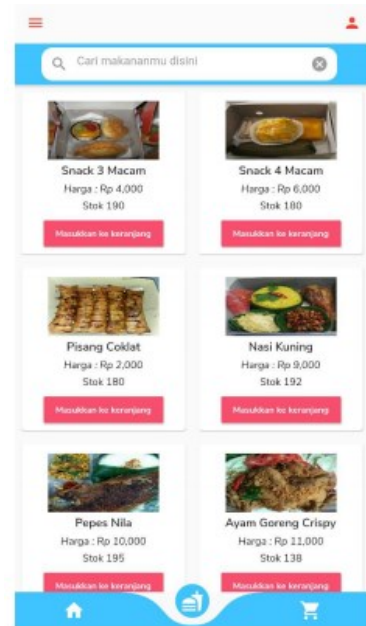 Cari makananmu disini
Snack 3 Macam
Harga : Rp 4,000
Stok 190
Masukkan ke keranjang
Snack 4 Macam
Harga : Rp 6,000
Stok 180
Masukkan ke keranjang
Pisang Coklat
Harga : Rp 2,000
Stok 180
Masukkan ke keranjang
Nasi Kuning
Harga : Rp 9,000
Stok 192
Masukkan ke keranjang
Pepes Nila
Harga : Rp 10,000
Stok 195
Masukkan ke keranjang
Ayam Goreng Crispy
Harga : Rp 11,000
Stok 138
Masukkan ke keranjang